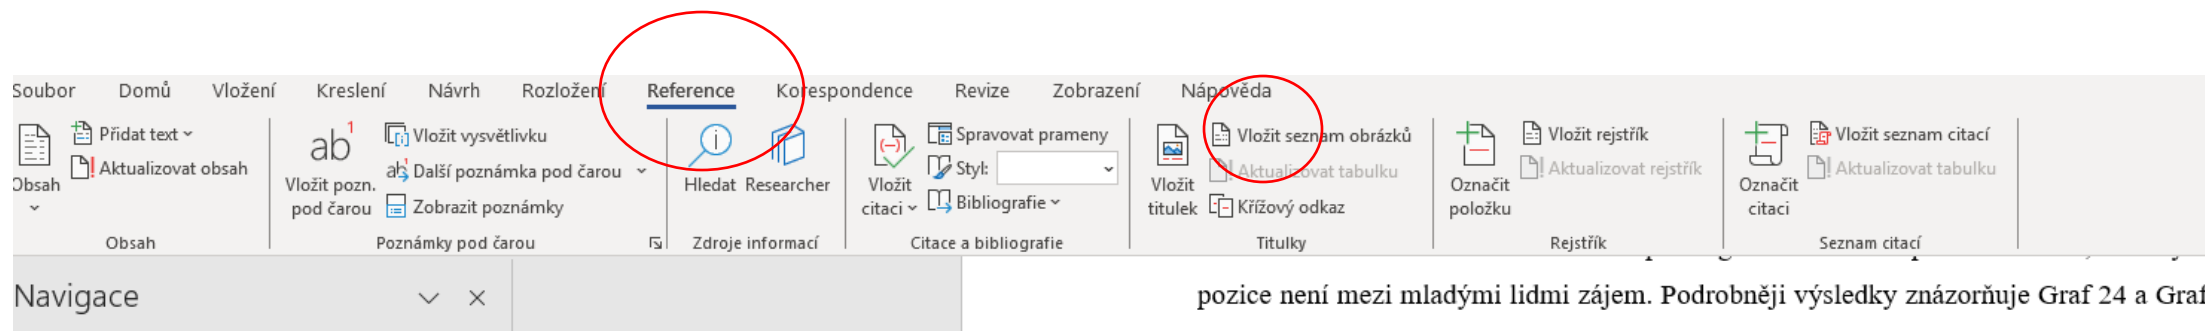 Soubor Domů Vložení Kreslení Návrh Rozložení Reference Korespondence Revize Zobrazení Nápověda
Obsah
Přidat text
Aktualizovat obsah
Obsah
ab1
Vložit pozn.
pod čarou
Vložit vysvětlivku
Další poznámka pod čarou
Zobrazit poznámky
Poznámky pod čarou
Hledat
Researcher
Zdroje informací
Vložit
citaci
Spravovat prameny
Styl:
Bibliografie
Citace a bibliografie
Vložit
titulek
Vložit seznam obrázků
Aktualizovat tabulku
Křížový odkaz
Titulky
Označit
položku
Vložit rejstřík
Aktualizovat rejstřík
Rejstřík
Označit
citaci
Vložit seznam citací
Aktualizovat tabulku
Seznam citací
Navigace
pozice není mezi mladými lidmi zájem. Podrobněji výsledky znázorňuje Graf 24 a Graf